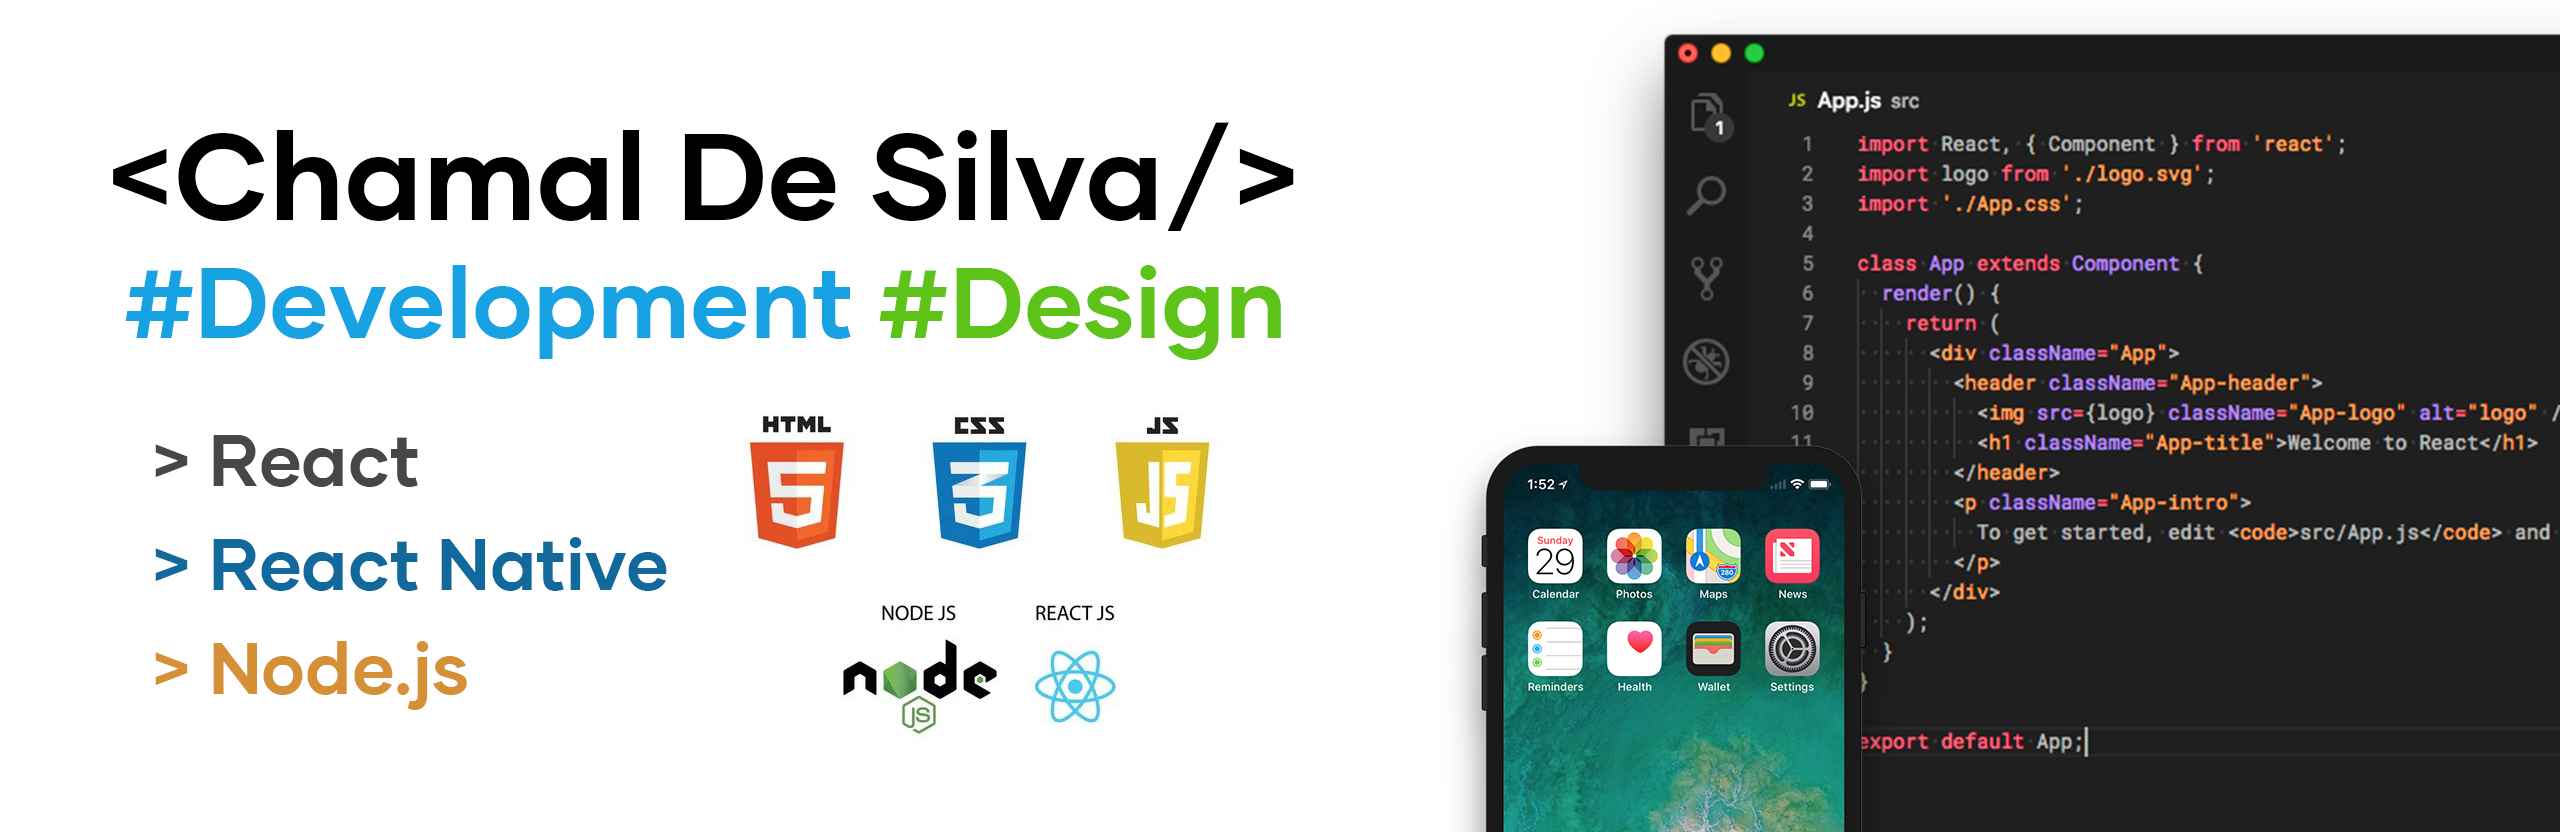 <Chamal De Silva/>
#Development #Design
> React
> React Native
> Node.js
HTML
5
CSS
3
JS
JS
NODE JS
node
JS
REACT JS
JS App.js src
1
1 import React, { Component } from 'react';
2 import logo from './logo.svg';
3 import './App.css';
4
5 class App extends Component {
6 render() {
7 return (
8 <div className="App">
9 <header className="App-header">
10 <img src={logo} className="App-logo" alt="logo" /
11 <h1 className="App-title">Welcome to React</h1>
</header>
<p className="App-intro">
To get started, edit <code>src/App.js</code> and
</p>
</div>
);
}
}
export default App;
1:52
Sunday
29
280
Calendar Photos Maps News
Reminders Health Wallet Settings